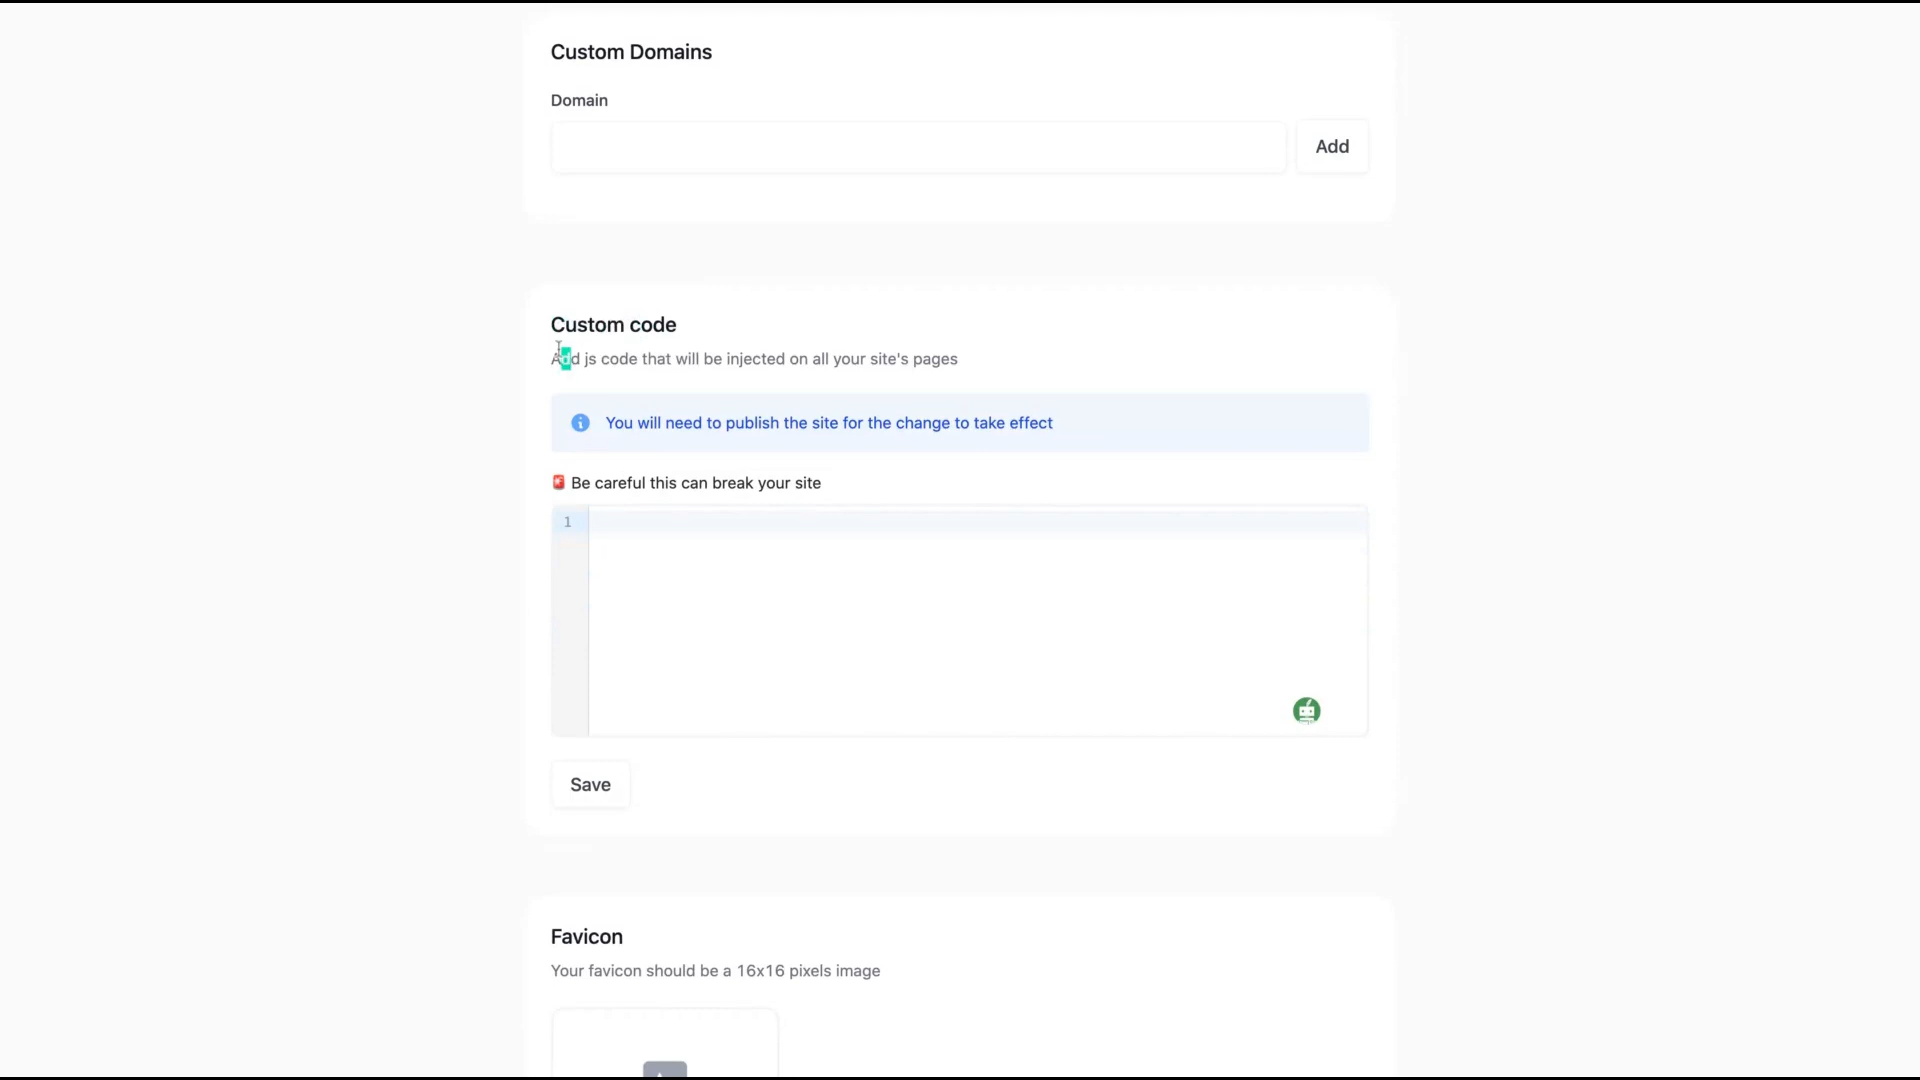 Custom Domains
Domain
Add
Custom code
Add js code that will be injected on all your site's pages
You will need to publish the site for the change to take effect
Be careful this can break your site
1
Save
Favicon
Your favicon should be a 16x16 pixels image